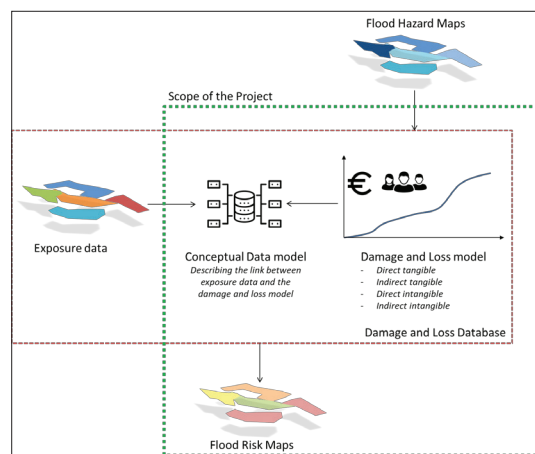 Flood Hazard Maps
Scope of the Project
€
Exposure data
Conceptual Data model
Describing the link between
exposure data and the
damage and loss model
Damage and Loss model
- Direct tangible
- Indirect tangible
- Direct intangible
- Indirect intangible
Damage and Loss Database
Flood Risk Maps